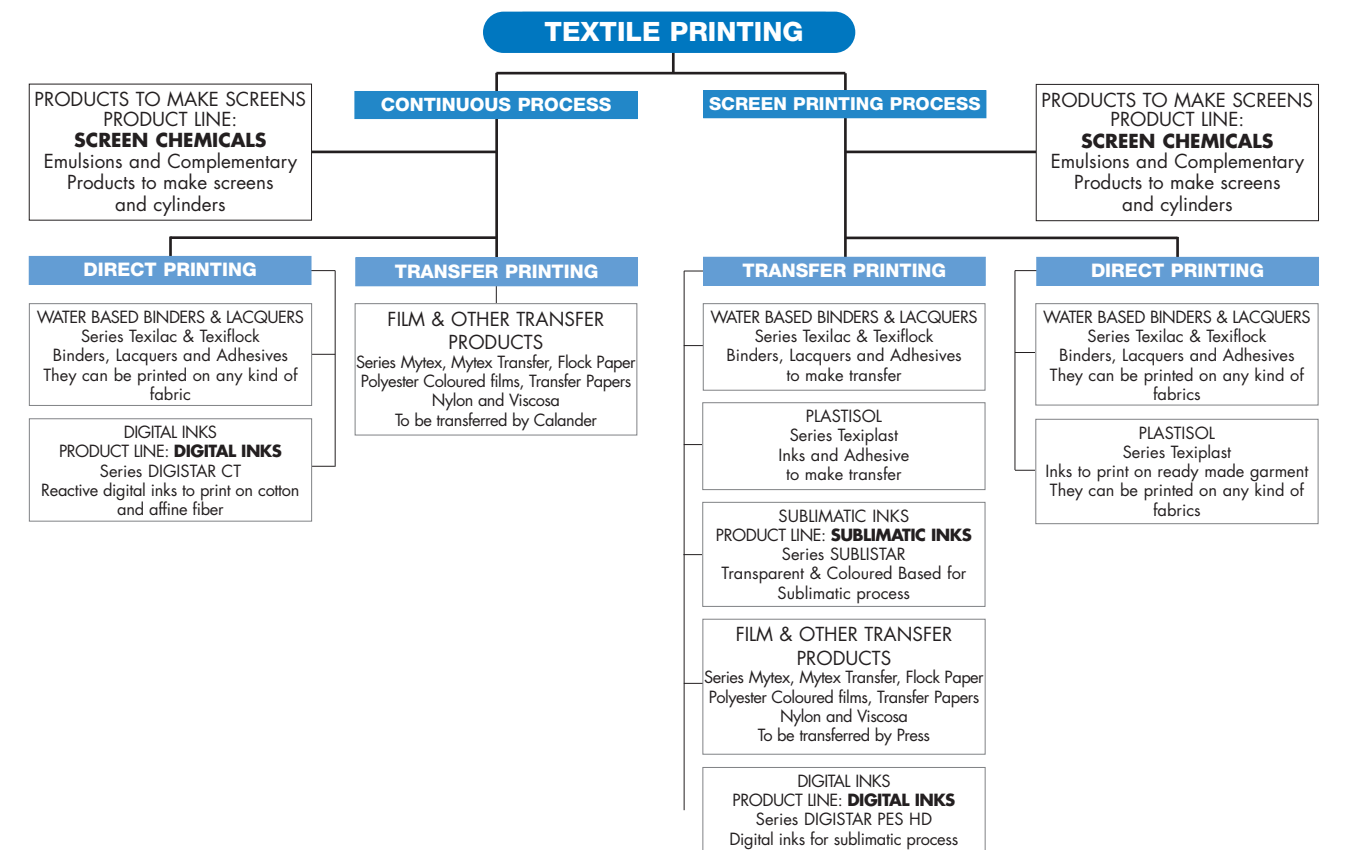 TEXTILE PRINTING
PRODUCTS TO MAKE SCREENS
PRODUCT LINE:
SCREEN CHEMICALS
Emulsions and Complementary
Products to make screens
and cylinders
CONTINUOUS PROCESS
SCREEN PRINTING PROCESS
PRODUCTS TO MAKE SCREENS
PRODUCT LINE:
SCREEN CHEMICALS
Emulsions and Complementary
Products to make screens
and cylinders
DIRECT PRINTING
WATER BASED BINDERS & LACQUERS
Series Texilac & Texiflock
Binders, Lacquers and Adhesives
They can be printed on any kind of
fabric
DIGITAL INKS
PRODUCT LINE: DIGITAL INKS
Series DIGISTAR CT
Reactive digital inks to print on cotton
and affine fiber
TRANSFER PRINTING
FILM & OTHER TRANSFER
PRODUCTS
Series Mytex, Mytex Transfer, Flock Paper
Polyester Coloured films, Transfer Papers
Nylon and Viscosa
To be transferred by Calander
TRANSFER PRINTING
WATER BASED BINDERS & LACQUERS
Series Texilac & Texiflock
Binders, Lacquers and Adhesives
to make transfer
PLASTISOL
Series Texiplast
Inks and Adhesive
to make transfer
SUBLIMATIC INKS
PRODUCT LINE: SUBLIMATIC INKS
Series SUBLISTAR
Transparent & Coloured Based for
Sublimatic process
FILM & OTHER TRANSFER
PRODUCTS
Series Mytex, Mytex Transfer, Flock Paper
Polyester Coloured films, Transfer Papers
Nylon and Viscosa
To be transferred by Press
DIGITAL INKS
PRODUCT LINE: DIGITAL INKS
Series DIGISTAR PES HD
Digital inks for sublimatic process
DIRECT PRINTING
WATER BASED BINDERS & LACQUERS
Series Texilac & Texiflock
Binders, Lacquers and Adhesives
They can be printed on any kind of
fabrics
PLASTISOL
Series Texiplast
Inks to print on ready made garment
They can be printed on any kind of
fabrics